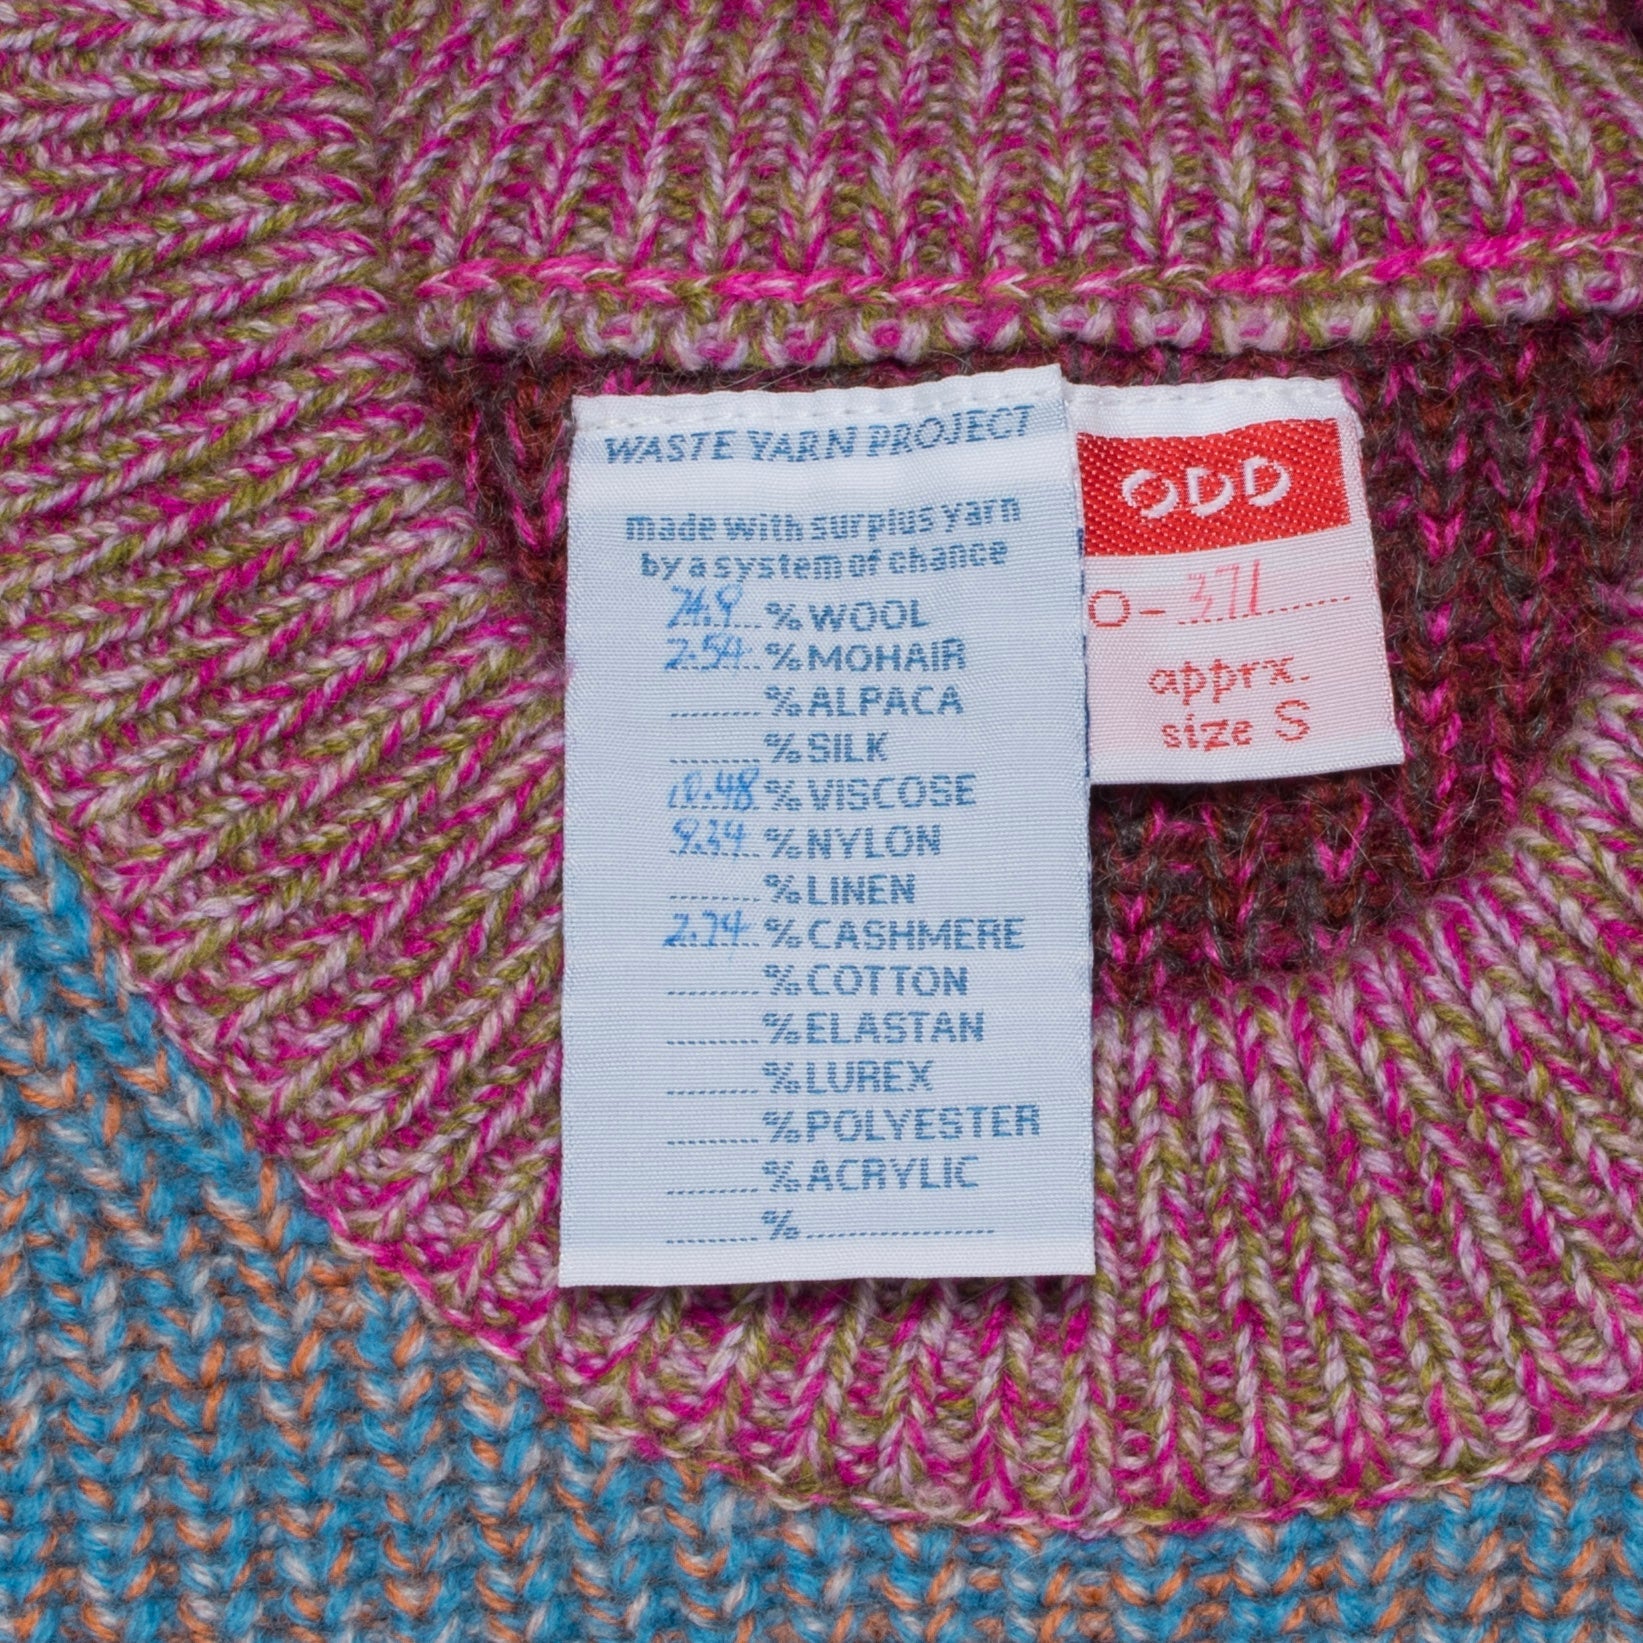 WASTE YARN PROJECT
made with surplus yarn
by a system of chance
74.9 % WOOL
2.54 % MOHAIR
% ALPACA
% SILK
10.48 % VISCOSE
9.34 % NYLON
% LINEN
2.74 % CASHMERE
% COTTON
% ELASTAN
% LUREX
% POLYESTER
% ACRYLIC
%
ODD
O-371
apprx.
size S